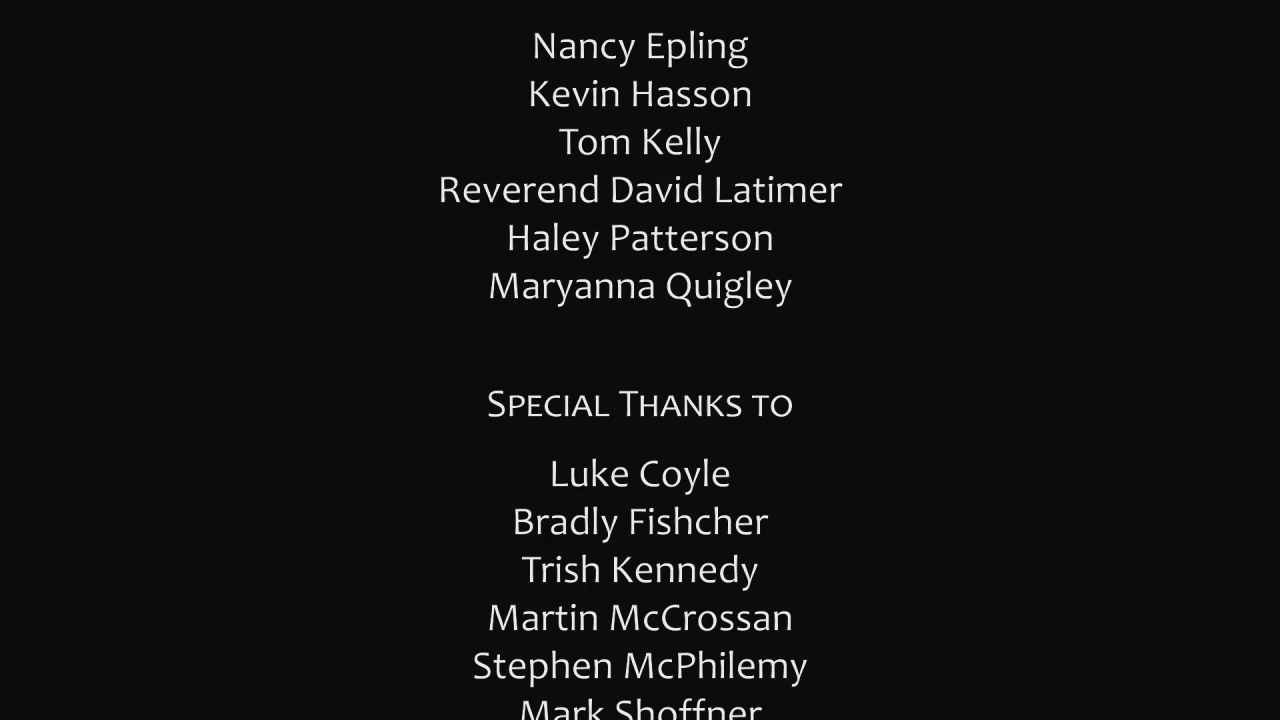 Nancy Epling
Kevin Hasson
Tom Kelly
Reverend David Latimer
Haley Patterson
Maryanna Quigley
Special Thanks to
Luke Coyle
Bradly Fishcher
Trish Kennedy
Martin McCrossan
Stephen McPhilemy
Mark Shoffner